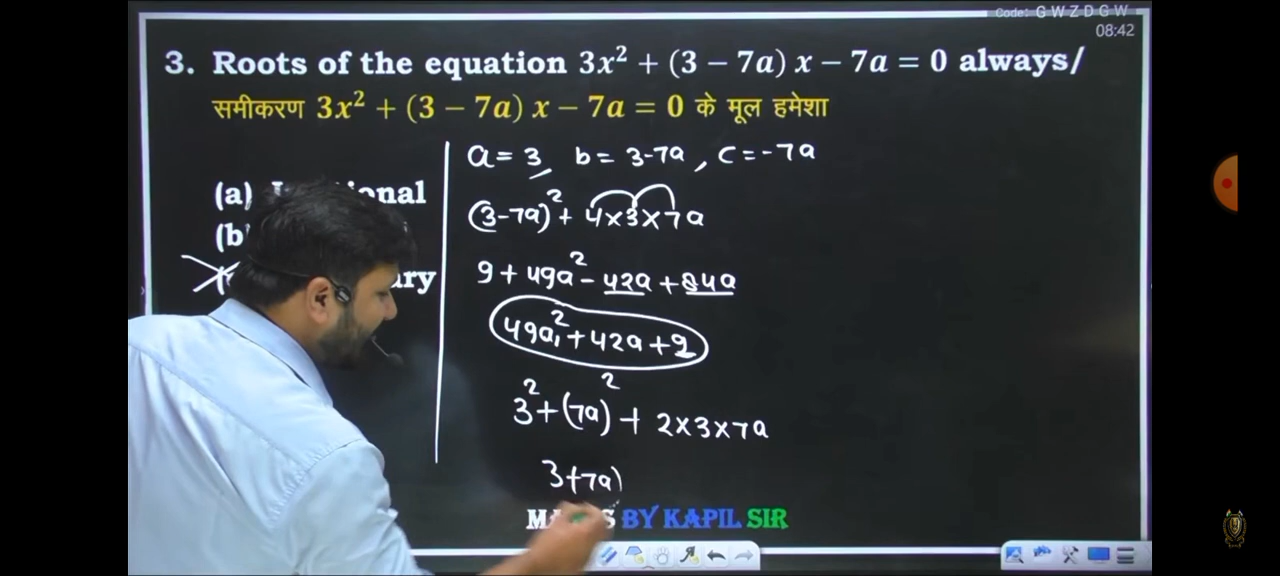 Code: G W Z D G W
08:42
3. Roots of the equation 3x² + (3 − 7a) x − 7a = 0 always/
समीकरण 3x² + (3 − 7a) x − 7a = 0 के मूल हमेशा
a = 3, b = 3-7a, c = -7a
(a)
(3-7a)² + 4×3×7a
(b)
9 + 49a² - 42a + 84a
49a² + 42a + 9
3² + (7a)² + 2×3×7a
3+7a)
BY KAPIL SIR